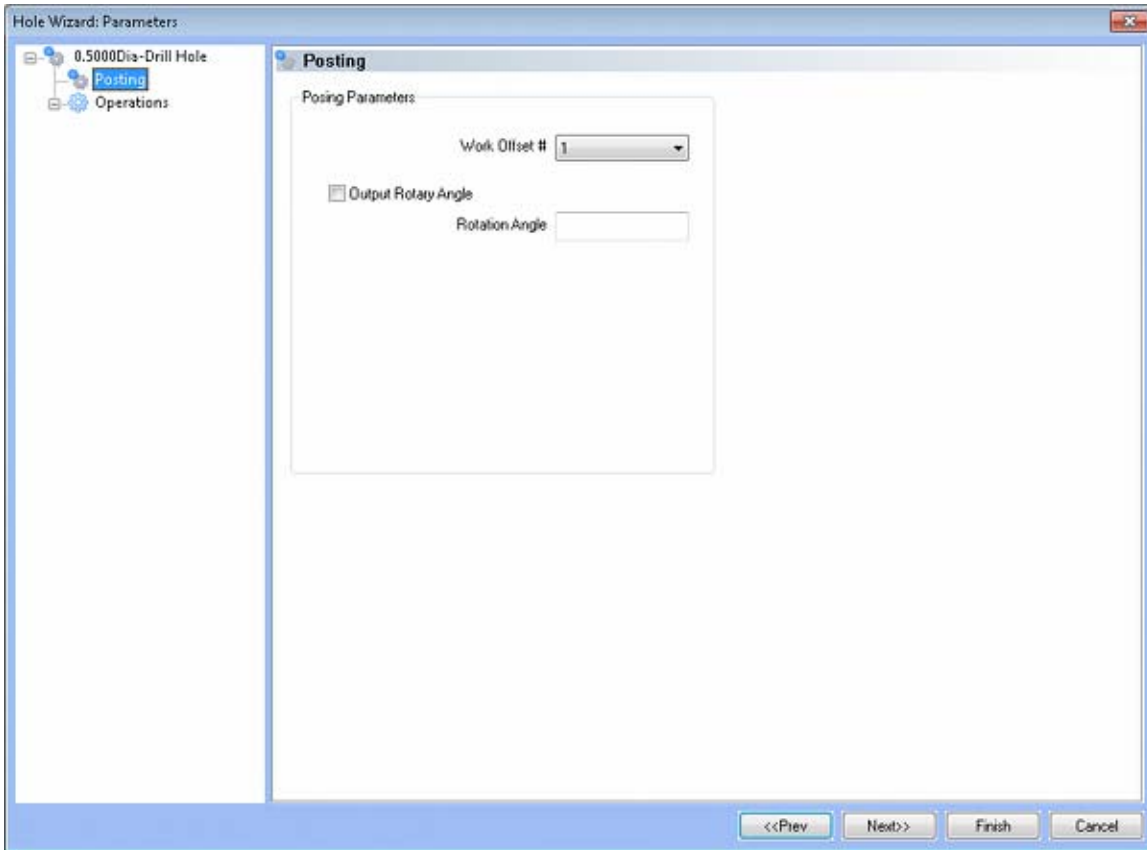 Hole Wizard: Parameters
0.5000Dia-Drill Hole
Posting
Operations
Posting
Posing Parameters
Work Offset # 1
Output Rotary Angle
Rotation Angle
<<Prev Next>> Finish Cancel